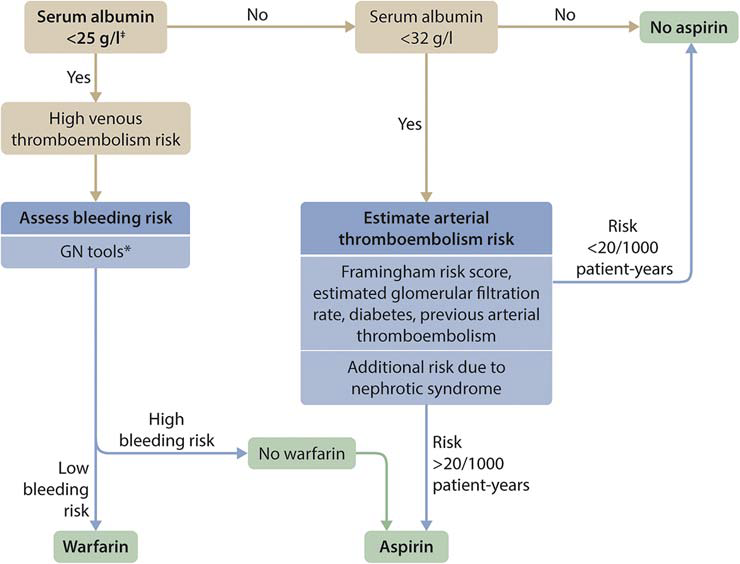 Serum albumin
<25 g/l‡
No
Serum albumin
<32 g/l
No
No aspirin
Yes
High venous
thromboembolism risk
Yes
Assess bleeding risk
GN tools*
Estimate arterial
thromboembolism risk
Framingham risk score,
estimated glomerular filtration
rate, diabetes, previous arterial
thromboembolism
Additional risk due to
nephrotic syndrome
Risk
<20/1000
patient-years
High
bleeding risk
No warfarin
Risk
>20/1000
patient-years
Low
bleeding
risk
Warfarin
Aspirin